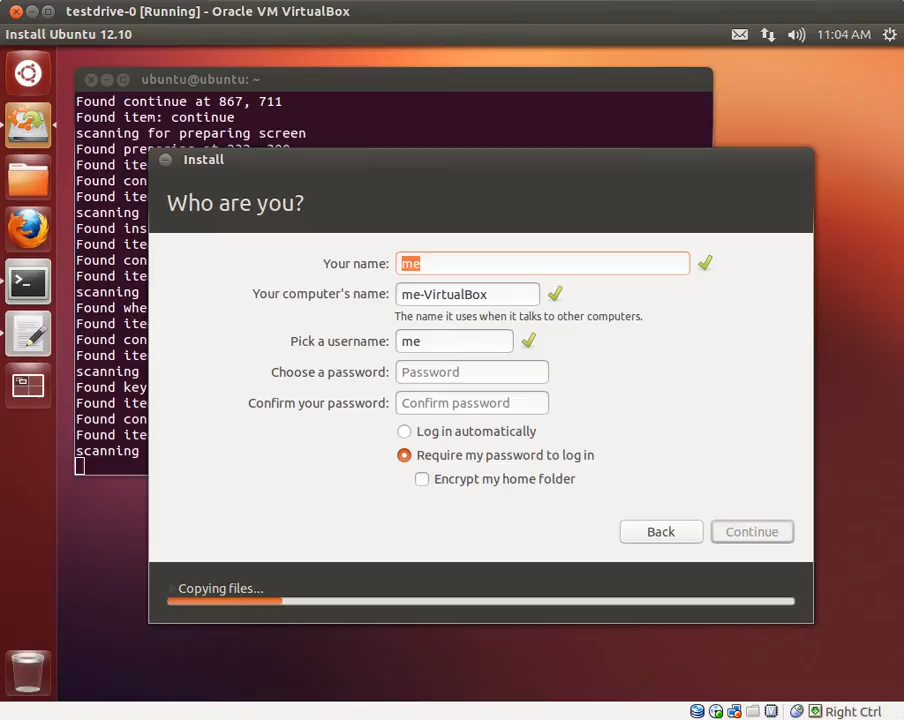 testdrive-0 [Running] - Oracle VM VirtualBox
Install Ubuntu 12.10
11:04 AM
ubuntu@ubuntu: ~
Found continue at 867, 711
Found item: continue
scanning for preparing screen
Found
Found ite
Found con
Found ite
scanning
Found ins
Found ite
Found con
Found ite
scanning
Found whe
Found ite
Found con
Found ite
scanning
Found key
Found ite
Found con
Found ite
scanning
Install
Who are you?
Your name: me
Your computer's name: me-VirtualBox
The name it uses when it talks to other computers.
Pick a username: me
Choose a password: Password
Confirm your password: Confirm password
Log in automatically
Require my password to log in
Encrypt my home folder
Back Continue
Copying files...
Right Ctrl